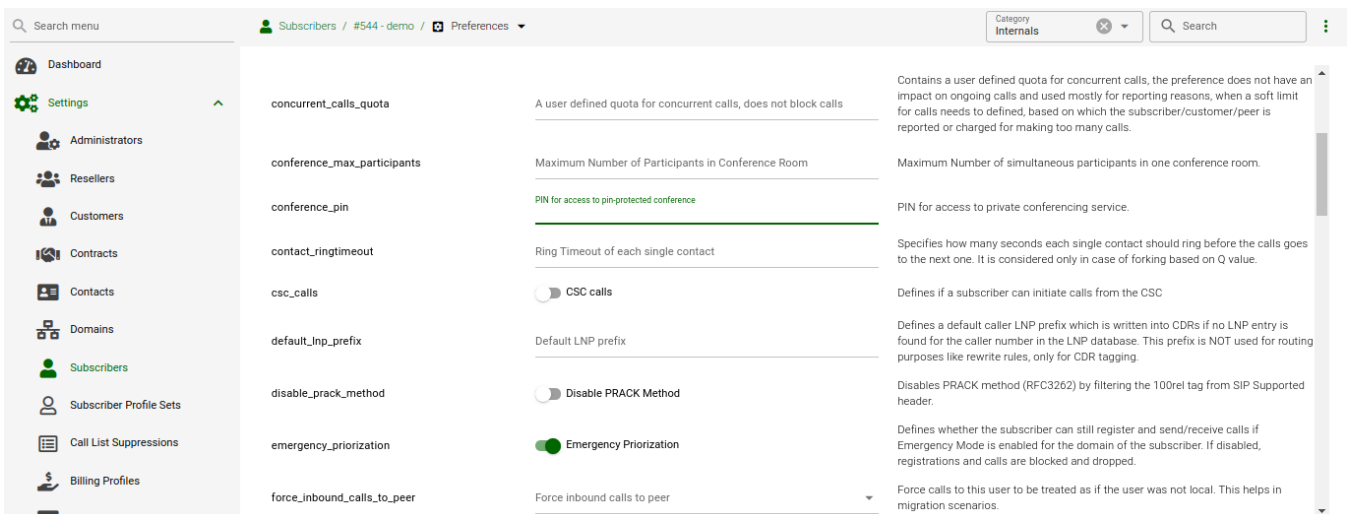 Search menu
Subscribers / #544 - demo / Preferences
Category
Internals
Search
Dashboard
Settings
Administrators
Resellers
Customers
Contracts
Contacts
Domains
Subscribers
Subscriber Profile Sets
Call List Suppressions
Billing Profiles
concurrent_calls_quota
A user defined quota for concurrent calls, does not block calls
Contains a user defined quota for concurrent calls, the preference does not have an
impact on ongoing calls and used mostly for reporting reasons, when a soft limit
for calls needs to defined, based on which the subscriber/customer/peer is
reported or charged for making too many calls.
conference_max_participants
Maximum Number of Participants in Conference Room
Maximum Number of simultaneous participants in one conference room.
conference_pin
PIN for access to pin-protected conference
PIN for access to private conferencing service.
contact_ringtimeout
Ring Timeout of each single contact
Specifies how many seconds each single contact should ring before the calls goes
to the next one. It is considered only in case of forking based on Q value.
csc_calls
CSC calls
Defines if a subscriber can initiate calls from the CSC
default_lnp_prefix
Default LNP prefix
Defines a default caller LNP prefix which is written into CDRs if no LNP entry is
found for the caller number in the LNP database. This prefix is NOT used for routing
purposes like rewrite rules, only for CDR tagging.
disable_prack_method
Disable PRACK Method
Disables PRACK method (RFC3262) by filtering the 100rel tag from SIP Supported
header.
emergency_priorization
Emergency Priorization
Defines whether the subscriber can still register and send/receive calls if
Emergency Mode is enabled for the domain of the subscriber. If disabled,
registrations and calls are blocked and dropped.
force_inbound_calls_to_peer
Force inbound calls to peer
Force calls to this user to be treated as if the user was not local. This helps in
migration scenarios.